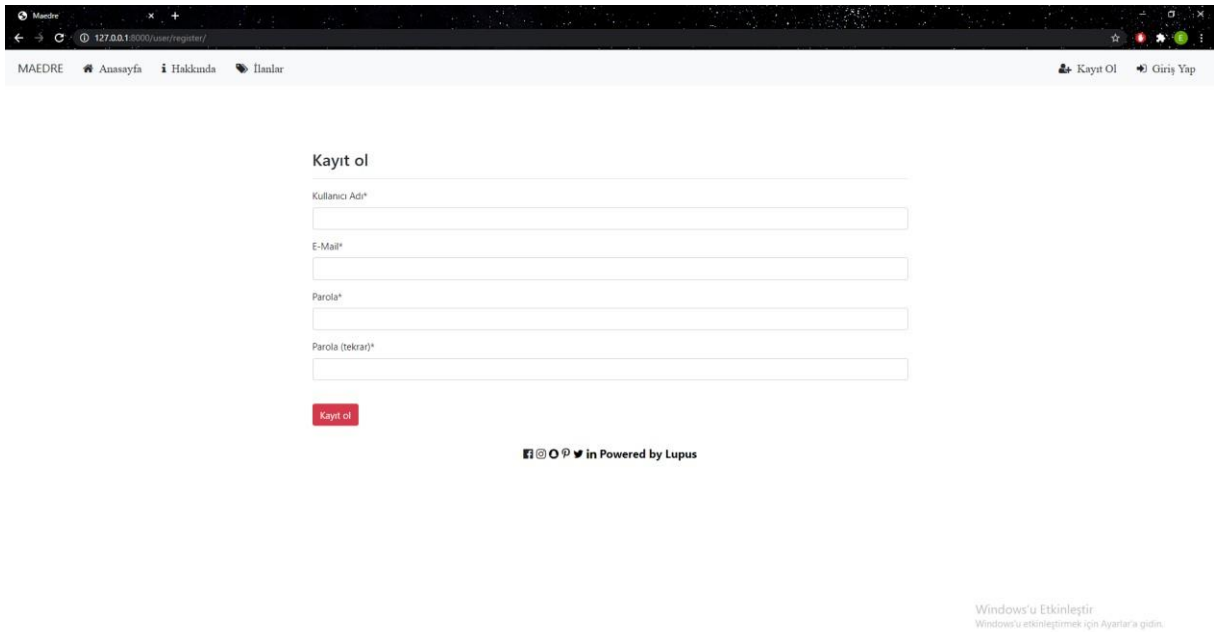 Maedre
127.0.0.1:8000/user/register/
E
MAEDRE Anasayfa Hakkında İlanlar Kayıt Ol Giriş Yap
Kayıt ol
Kullanıcı Adı*
E-Mail*
Parola*
Parola (tekrar)*
Kayıt ol
Powered by Lupus
Windows'u Etkinleştir
Windows'u etkinleştirmek için Ayarlar'a gidin.